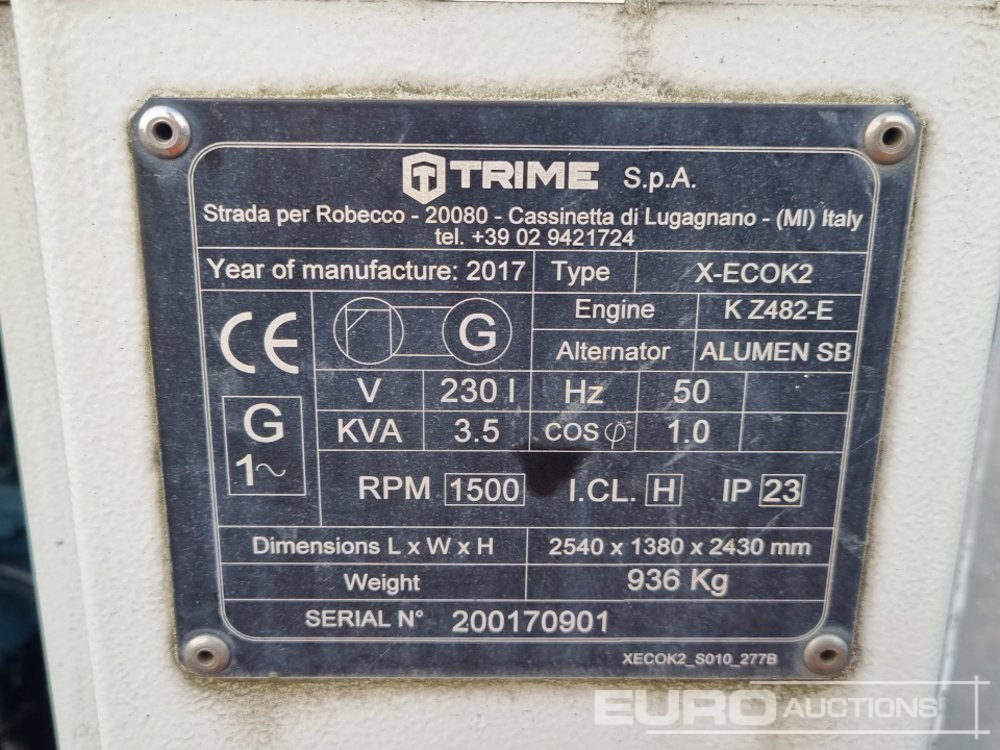 TRIME S.p.A.
Strada per Robecco - 20080 - Cassinetta di Lugagnano - (MI) Italy
tel. +39 02 9421724
Year of manufacture: 2017 Type X-ECOK2
Engine K Z482-E
Alternator ALUMEN SB
CE
G
V 230 I Hz 50
G
1~
KVA 3.5 COSφ 1.0
RPM 1500 I.CL. H IP 23
Dimensions L x W x H 2540 x 1380 x 2430 mm
Weight 936 Kg
SERIAL N° 200170901
XECOK2_S010_277B
EURO AUCTIONS